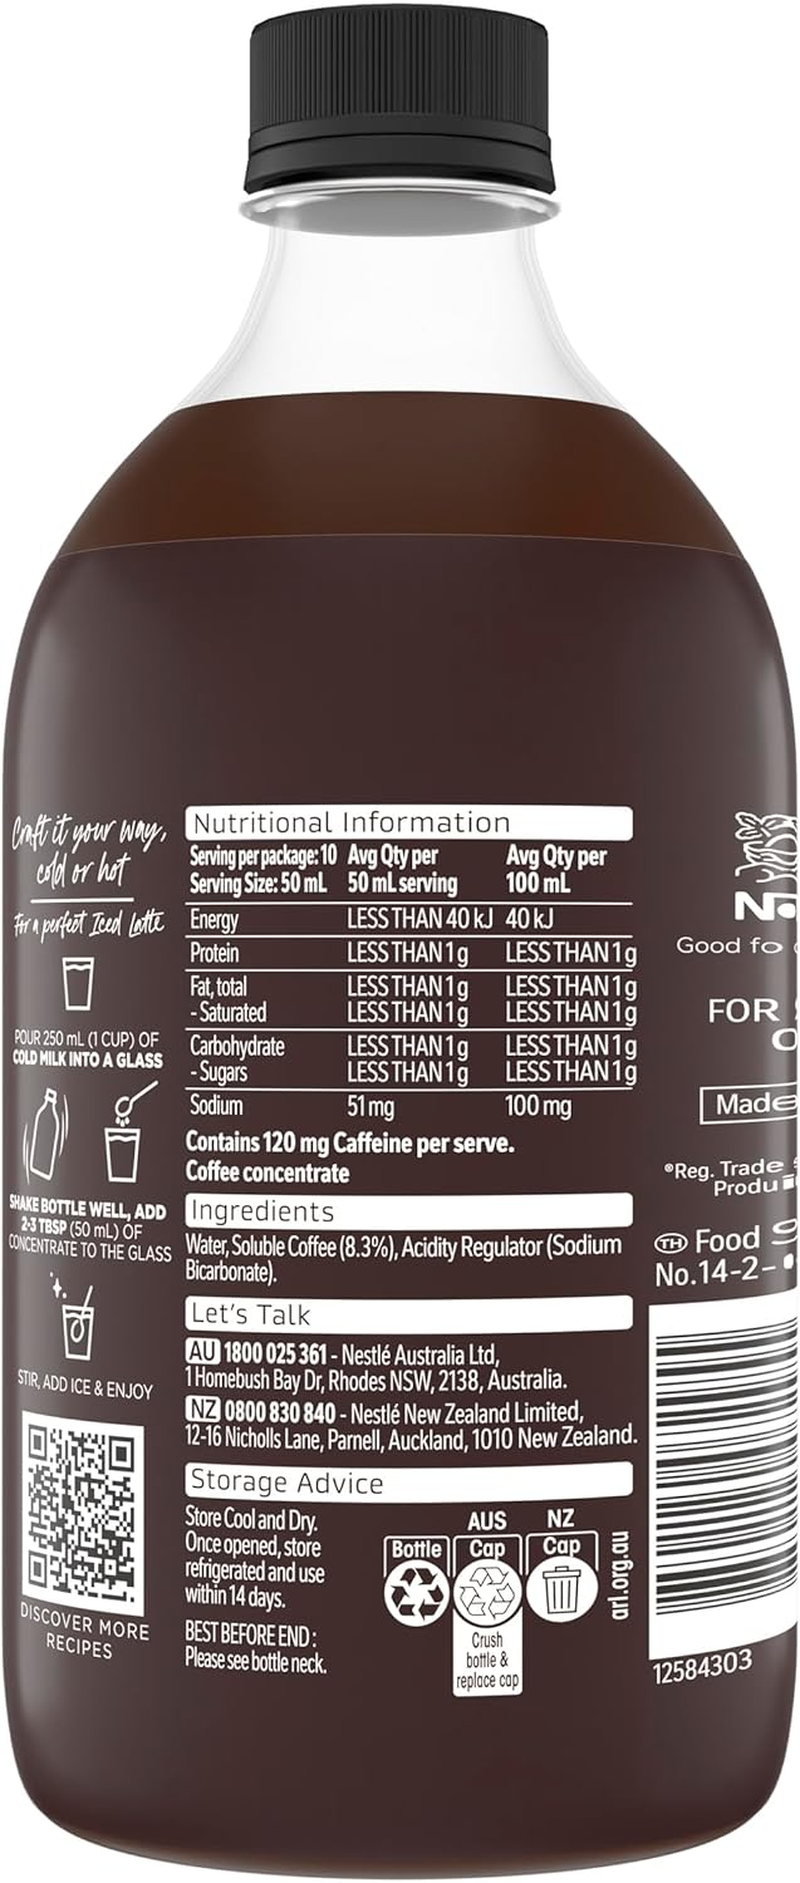 Craft it your way,
cold or hot
For a perfect Iced Latte
POUR 250 mL (1 CUP) OF
COLD MILK INTO A GLASS
SHAKE BOTTLE WELL, ADD
2-3 TBSP (50 mL) OF
CONCENTRATE TO THE GLASS
STIR, ADD ICE & ENJOY
DISCOVER MORE
RECIPES
Nutritional Information
Serving per package: 10 Avg Qty per Avg Qty per
Serving Size: 50 mL 50 mL serving 100 mL
Energy LESS THAN 40 kJ 40 kJ
Protein LESS THAN 1 g LESS THAN 1 g
Fat, total LESS THAN 1 g LESS THAN 1 g
- Saturated LESS THAN 1 g LESS THAN 1 g
Carbohydrate LESS THAN 1 g LESS THAN 1 g
- Sugars LESS THAN 1 g LESS THAN 1 g
Sodium 51 mg 100 mg
Contains 120 mg Caffeine per serve.
Coffee concentrate
Ingredients
Water, Soluble Coffee (8.3%), Acidity Regulator (Sodium
Bicarbonate).
Let's Talk
AU 1800 025 361 - Nestlé Australia Ltd,
1 Homebush Bay Dr, Rhodes NSW, 2138, Australia.
NZ 0800 830 840 - Nestlé New Zealand Limited,
12-16 Nicholls Lane, Parnell, Auckland, 1010 New Zealand.
Storage Advice
Store Cool and Dry.
Once opened, store
refrigerated and use
within 14 days.
BEST BEFORE END :
Please see bottle neck.
AUS NZ
Bottle Cap Cap
Crush
bottle &
replace cap
arl.org.au
Good
FOR
Made
®Reg. Trade
TH Food
No.14-2-
12584303